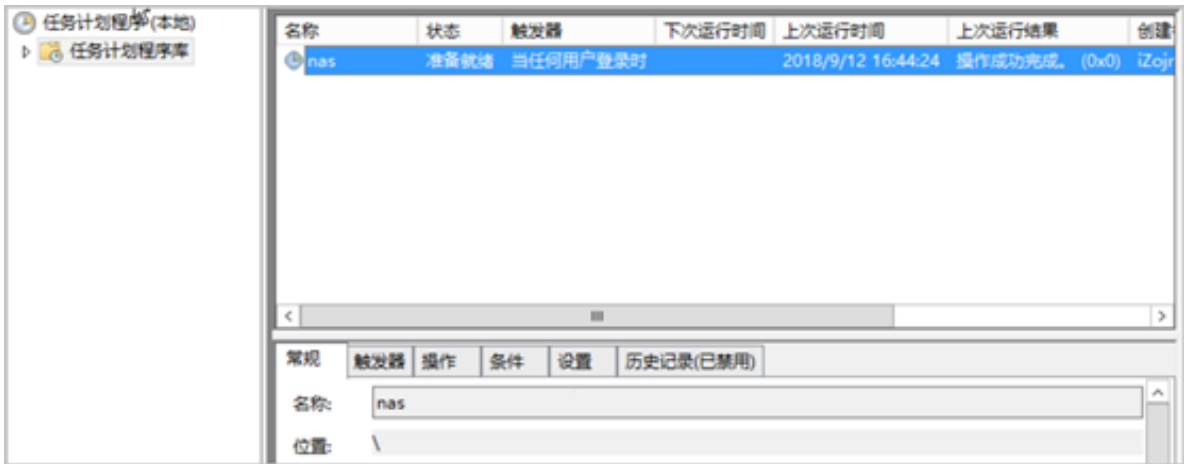 任务计划程序(本地)
任务计划程序库
名称 状态 触发器 下次运行时间 上次运行时间 上次运行结果 创建
nas 准备就绪 当任何用户登录时 2018/9/12 16:44:24 操作成功完成。 (0x0) iZojr
常规 触发器 操作 条件 设置 历史记录(已禁用)
名称: nas
位置: \